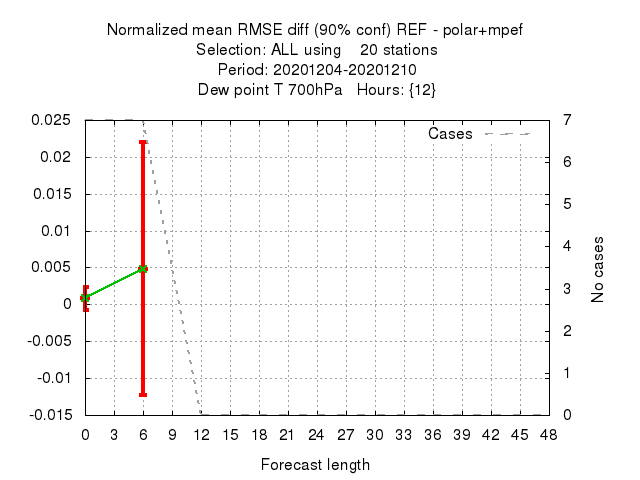 Normalized mean RMSE diff (90% conf) REF - polar+mpef
Selection: ALL using 20 stations
Period: 20201204-20201210
Dew point T 700hPa Hours: {12}
Cases
0.025
0.02
0.015
0.01
0.005
0
-0.005
-0.01
-0.015
7
6
5
4
3
2
1
0
No cases
0 3 6 9 12 15 18 21 24 27 30 33 36 39 42 45 48
Forecast length